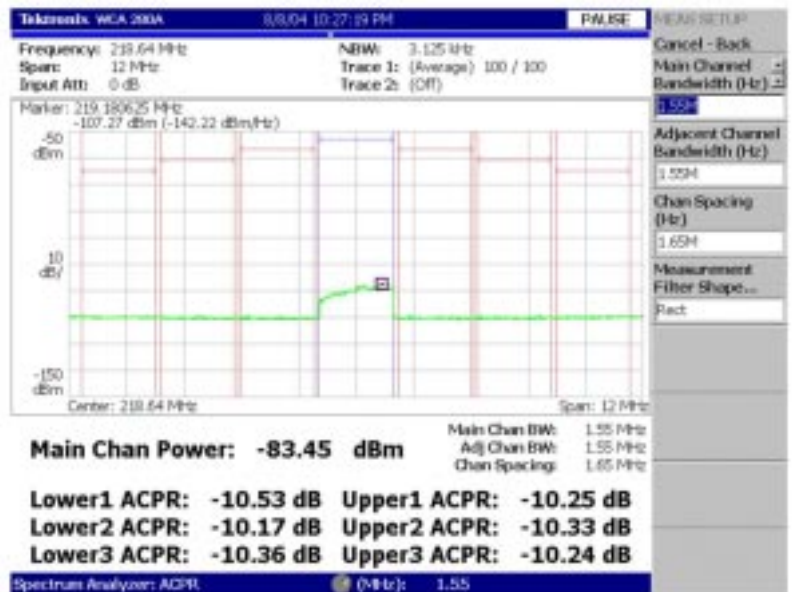 Tektronix WCA 280A 8/8/04 10:27:19 PM PAUSE MEAS SETUP
Frequency: 218.64 MHz NBW: 3.125 kHz
Span: 12 MHz Trace 1: (Average) 100 / 100
Input Att: 0 dB Trace 2: (Off)
Marker: 219.180625 MHz
-107.27 dBm (-142.22 dBm/Hz)
-50
dBm
10
dB/
-150
dBm
Center: 218.64 MHz Span: 12 MHz
Main Chan Power: -83.45 dBm
Main Chan BW: 1.55 MHz
Adj Chan BW: 1.55 MHz
Chan Spacing: 1.65 MHz
Lower1 ACPR: -10.53 dB Upper1 ACPR: -10.25 dB
Lower2 ACPR: -10.17 dB Upper2 ACPR: -10.33 dB
Lower3 ACPR: -10.36 dB Upper3 ACPR: -10.24 dB
Spectrum Analyzer: ACPR (MHz): 1.55
Cancel - Back
Main Channel
Bandwidth (Hz)
1.55M
Adjacent Channel
Bandwidth (Hz)
1.55M
Chan Spacing
(Hz)
1.65M
Measurement
Filter Shape...
Rect